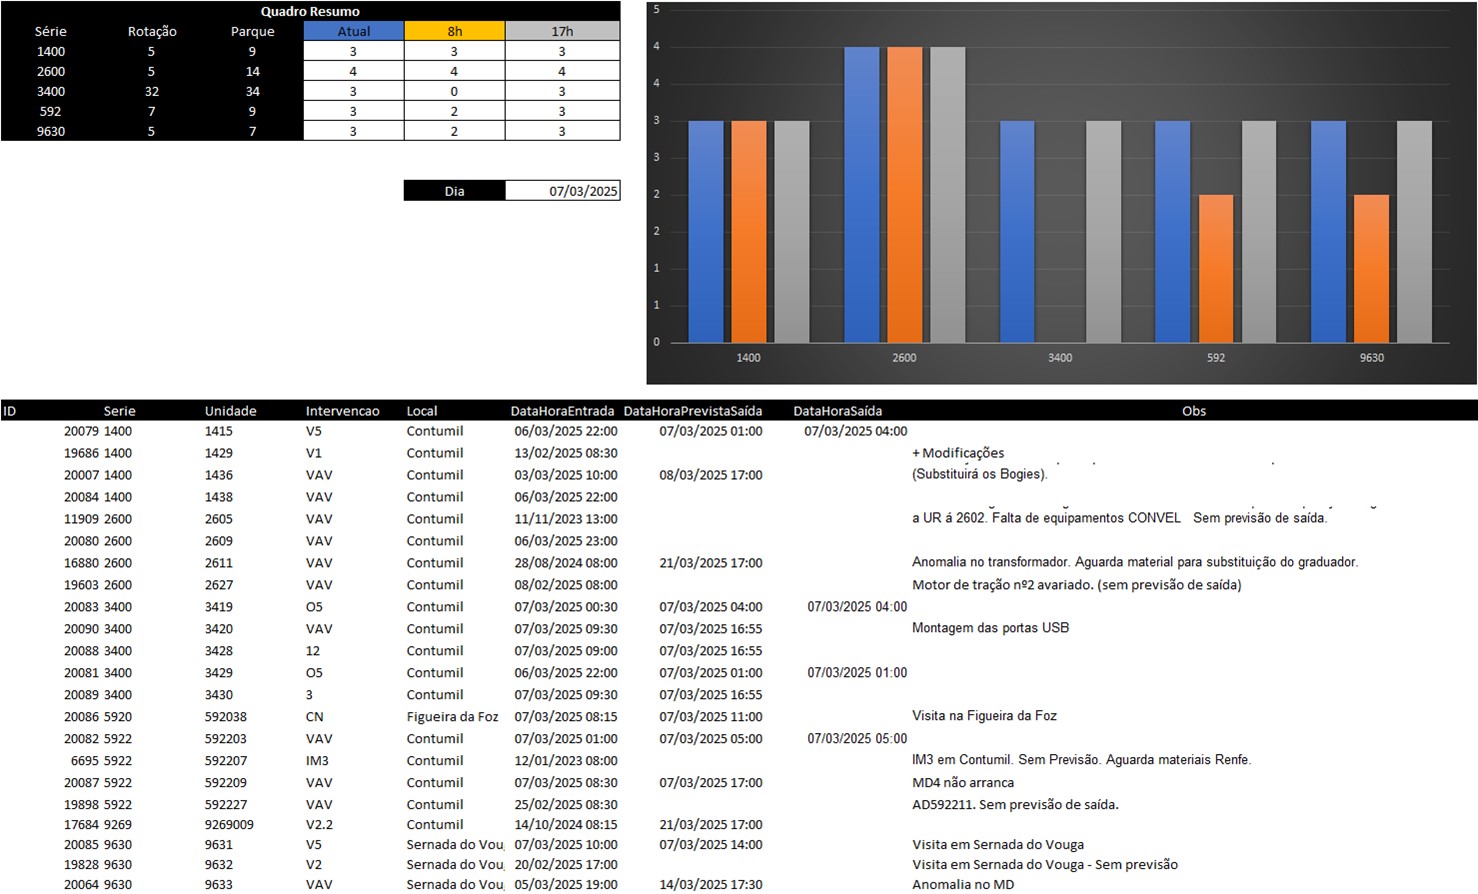 Quadro Resumo
Série Rotação Parque Atual 8h 17h
1400 5 9 3 3 3
2600 5 14 4 4 4
3400 32 34 3 0 3
592 7 9 3 2 3
9630 5 7 3 2 3
Dia 07/03/2025
5
4
4
3
3
2
2
1
1
0
1400 2600 3400 592 9630
ID Serie Unidade Intervencao Local DataHoraEntrada DataHoraPrevistaSaída DataHoraSaída Obs
20079 1400 1415 V5 Contumil 06/03/2025 22:00 07/03/2025 01:00 07/03/2025 04:00
19686 1400 1429 V1 Contumil 13/02/2025 08:30 + Modificações
20007 1400 1436 VAV Contumil 03/03/2025 10:00 08/03/2025 17:00 (Substituirá os Bogies).
20084 1400 1438 VAV Contumil 06/03/2025 22:00
11909 2600 2605 VAV Contumil 11/11/2023 13:00 a UR á 2602. Falta de equipamentos CONVEL Sem previsão de saída.
20080 2600 2609 VAV Contumil 06/03/2025 23:00
16880 2600 2611 VAV Contumil 28/08/2024 08:00 21/03/2025 17:00 Anomalia no transformador. Aguarda material para substituição do graduador.
19603 2600 2627 VAV Contumil 08/02/2025 08:00 Motor de tração nº2 avariado. (sem previsão de saída)
20083 3400 3419 O5 Contumil 07/03/2025 00:30 07/03/2025 04:00 07/03/2025 04:00
20090 3400 3420 VAV Contumil 07/03/2025 09:30 07/03/2025 16:55 Montagem das portas USB
20088 3400 3428 12 Contumil 07/03/2025 09:00 07/03/2025 16:55
20081 3400 3429 O5 Contumil 06/03/2025 22:00 07/03/2025 01:00 07/03/2025 01:00
20089 3400 3430 3 Contumil 07/03/2025 09:30 07/03/2025 16:55
20086 5920 592038 CN Figueira da Foz 07/03/2025 08:15 07/03/2025 11:00 Visita na Figueira da Foz
20082 5922 592203 VAV Contumil 07/03/2025 01:00 07/03/2025 05:00 07/03/2025 05:00
6695 5922 592207 IM3 Contumil 12/01/2023 08:00 IM3 em Contumil. Sem Previsão. Aguarda materiais Renfe.
20087 5922 592209 VAV Contumil 07/03/2025 08:30 07/03/2025 17:00 MD4 não arranca
19898 5922 592227 VAV Contumil 25/02/2025 08:30 AD592211. Sem previsão de saída.
17684 9269 9269009 V2.2 Contumil 14/10/2024 08:15 21/03/2025 17:00
20085 9630 9631 V5 Sernada do Voug 07/03/2025 10:00 07/03/2025 14:00 Visita em Sernada do Vouga
19828 9630 9632 V2 Sernada do Voug 20/02/2025 17:00 Visita em Sernada do Vouga - Sem previsão
20064 9630 9633 VAV Sernada do Voug 05/03/2025 19:00 14/03/2025 17:30 Anomalia no MD